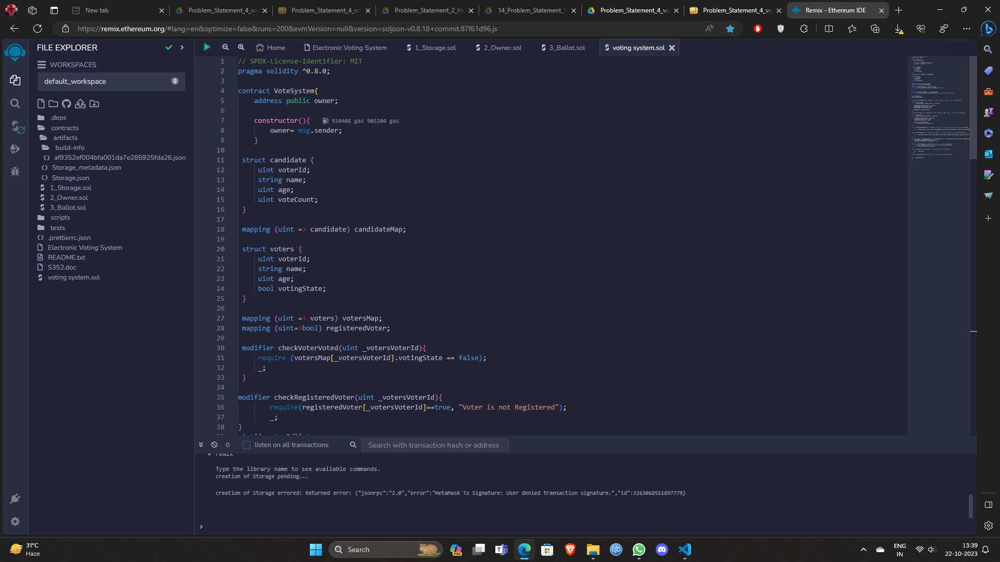 New tab
Problem_Statement_4_vo
Problem_Statement_4_vo
Problem_Statement_2_He
14_Problem_Statement_1
Problem_Statement_4_vo
Problem_Statement_4_vo
Remix - Ethereum IDE
https://remix.ethereum.org/#lang=en&optimize=false&runs=200&evmVersion=null&version=soljson-v0.8.18+commit.87f61d96.js
FILE EXPLORER
WORKSPACES
default_workspace
.deps
contracts
artifacts
build-info
af9352ef004bfa001da7e285925fda26.json
Storage_metadata.json
Storage.json
1_Storage.sol
2_Owner.sol
3_Ballot.sol
scripts
tests
.prettierrc.json
Electronic Voting System
README.txt
S352.doc
voting system.sol
Home
Electronic Voting System
1_Storage.sol
2_Owner.sol
3_Ballot.sol
voting system.sol
1 // SPDX-License-Identifier: MIT
2 pragma solidity ^0.8.0;
3
4 contract VoteSystem{
5 address public owner;
6
7 constructor(){ 930408 gas 905200 gas
8 owner= msg.sender;
9 }
10
11 struct candidate {
12 uint voterId;
13 string name;
14 uint age;
15 uint voteCount;
16 }
17
18 mapping (uint => candidate) candidateMap;
19
20 struct voters {
21 uint voterId;
22 string name;
23 uint age;
24 bool votingState;
25 }
26
27 mapping (uint => voters) votersMap;
28 mapping (uint=>bool) registeredVoter;
29
30 modifier checkVoterVoted(uint _votersVoterId){
31 require (votersMap[_votersVoterId].votingState == false);
32 _;
33 }
34
35 modifier checkRegisteredVoter(uint _votersVoterId){
36 require(registeredVoter[_votersVoterId]==true, "Voter is not Registered");
37 _;
38 }
0
listen on all transactions
Search with transaction hash or address
remix
Type the library name to see available commands.
creation of Storage pending...
creation of Storage errored: Returned error: {"jsonrpc":"2.0","error":"MetaMask Tx Signature: User denied transaction signature.","id":3263068511897779}
>
31°C
Haze
Search
PRE
qb
ENG
IN
13:39
22-10-2023